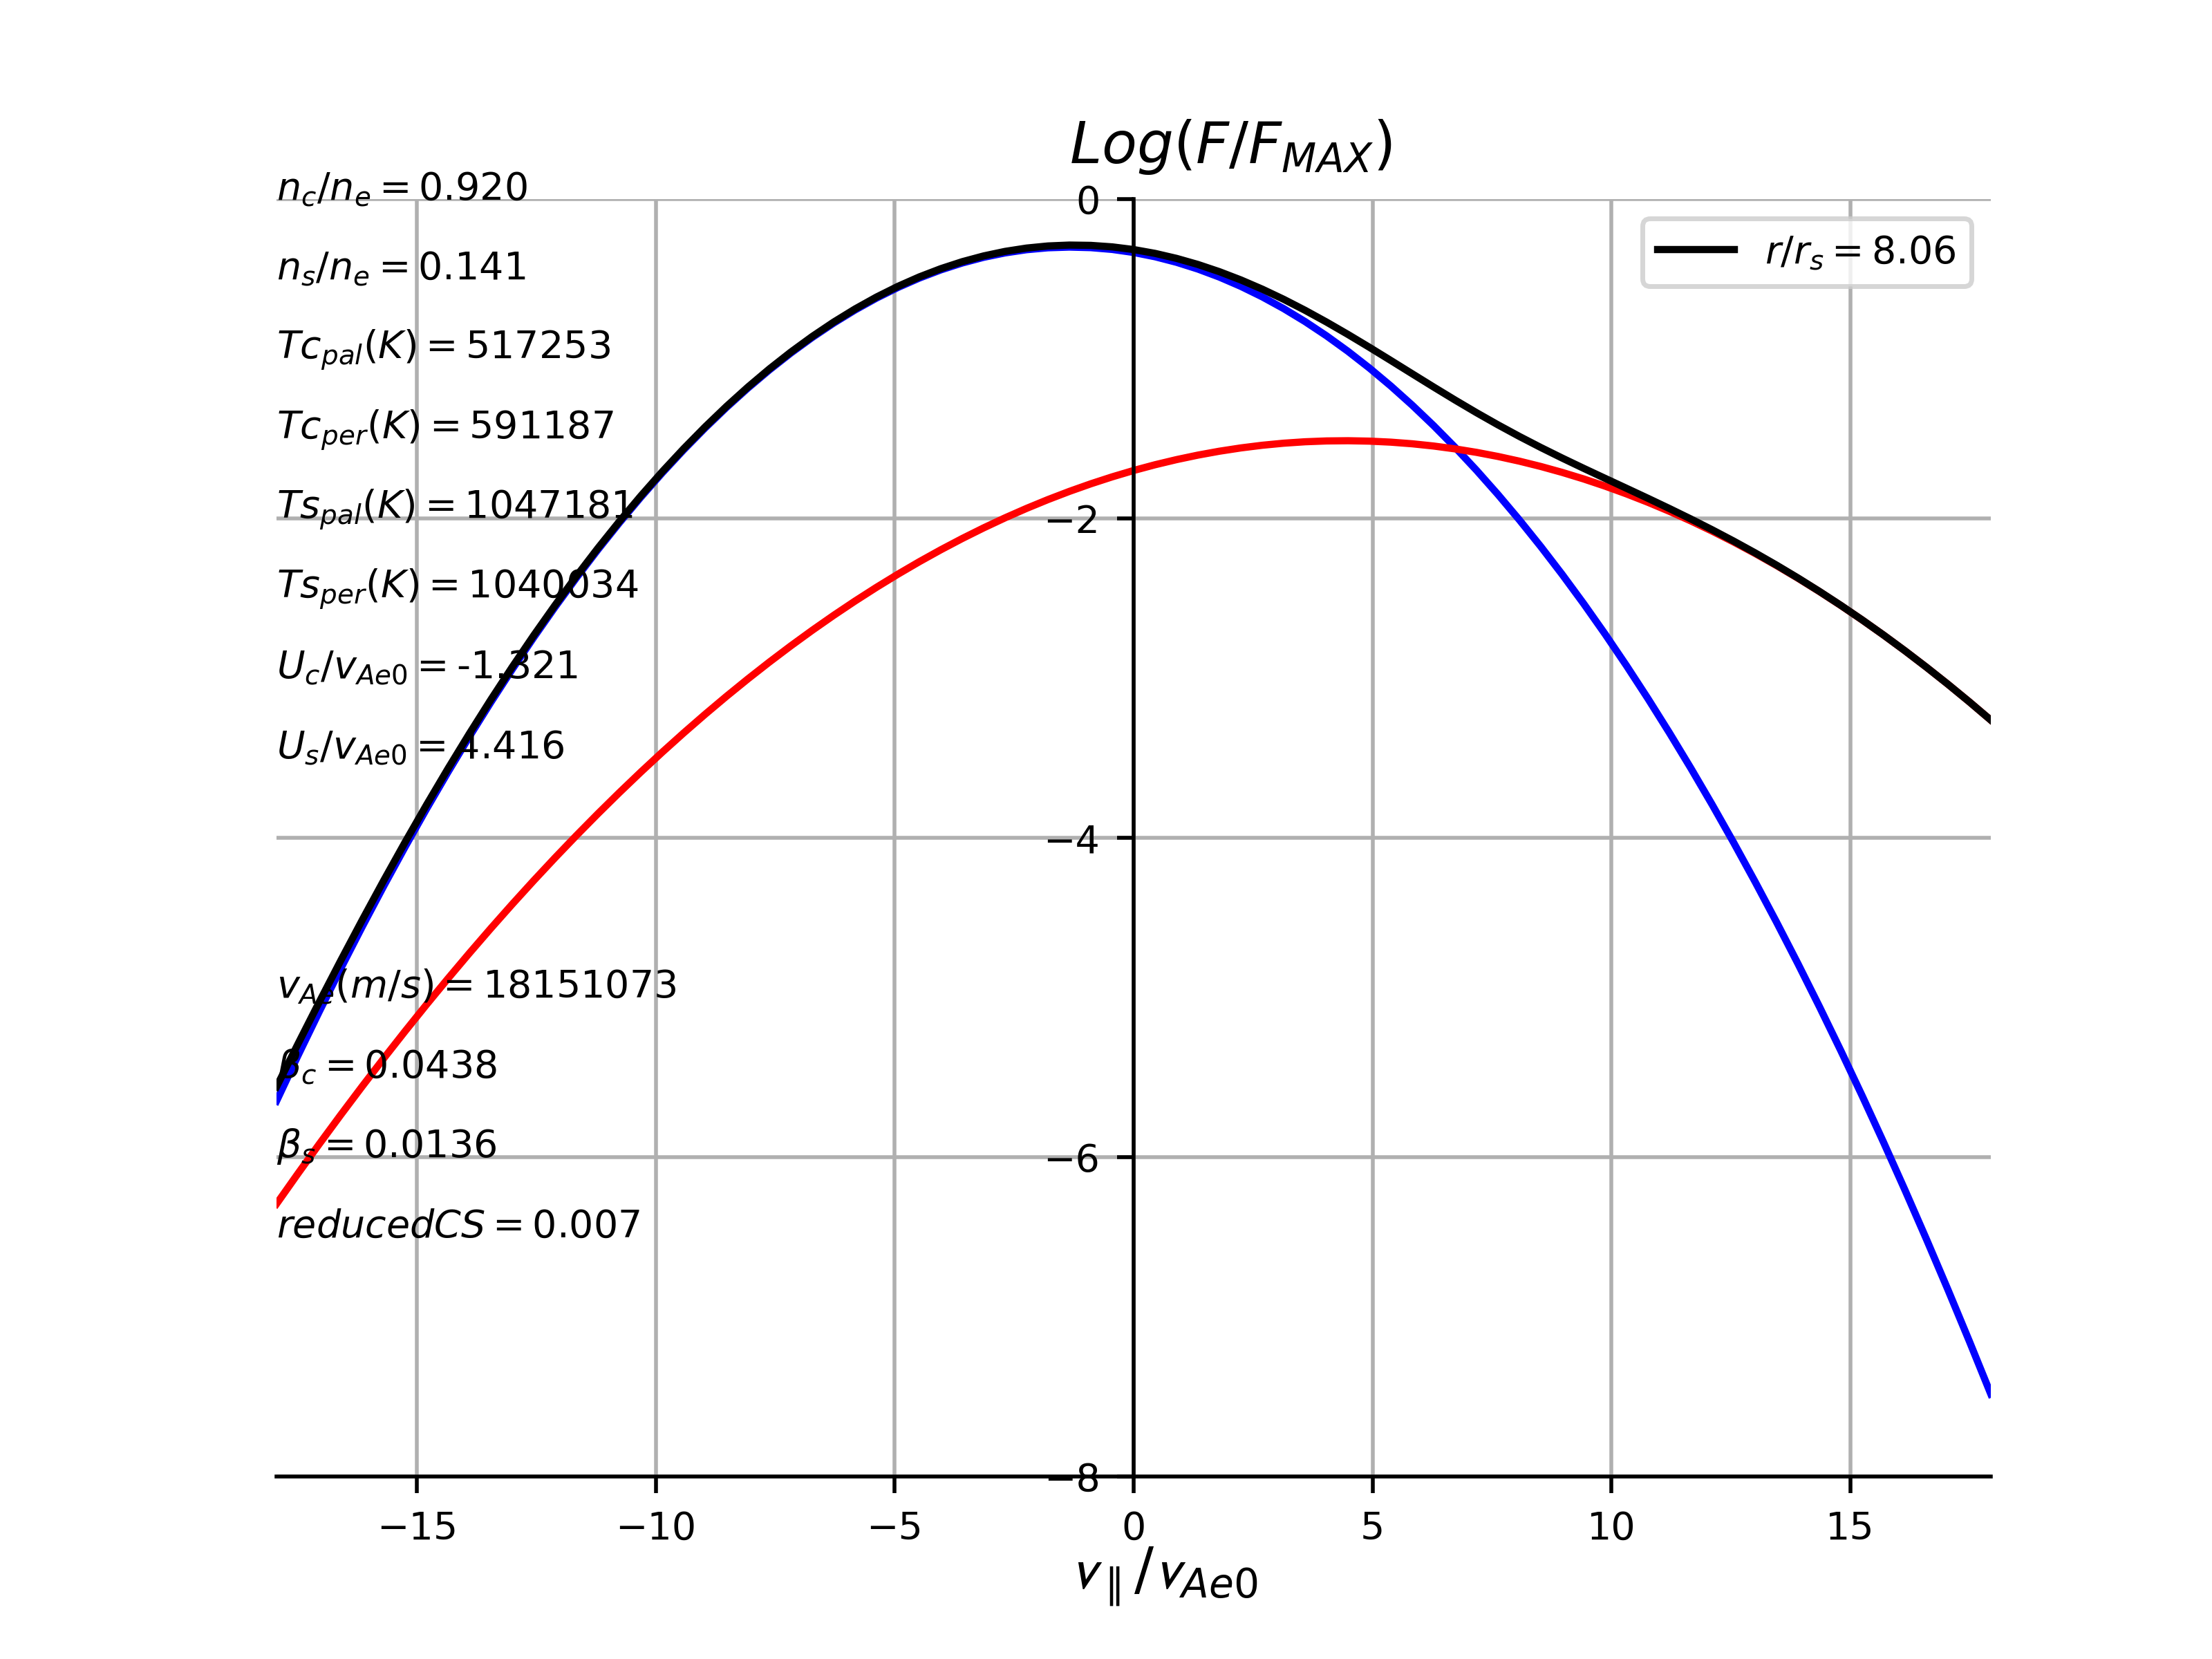 Log(F/F_MAX)
n_c/n_e = 0.920
n_s/n_e = 0.141
Tc_pal(K) = 517253
Tc_per(K) = 591187
Ts_pal(K) = 1047181
Ts_per(K) = 1040034
U_c/v_Ae0 = -1.321
U_s/v_Ae0 = 4.416
v_Ae(m/s) = 18151073
β_c = 0.0438
β_s = 0.0136
reducedCS = 0.007
r/r_s = 8.06
0
−2
−4
−6
−8
−15 −10 −5 0 5 10 15
v_∥/v_Ae0